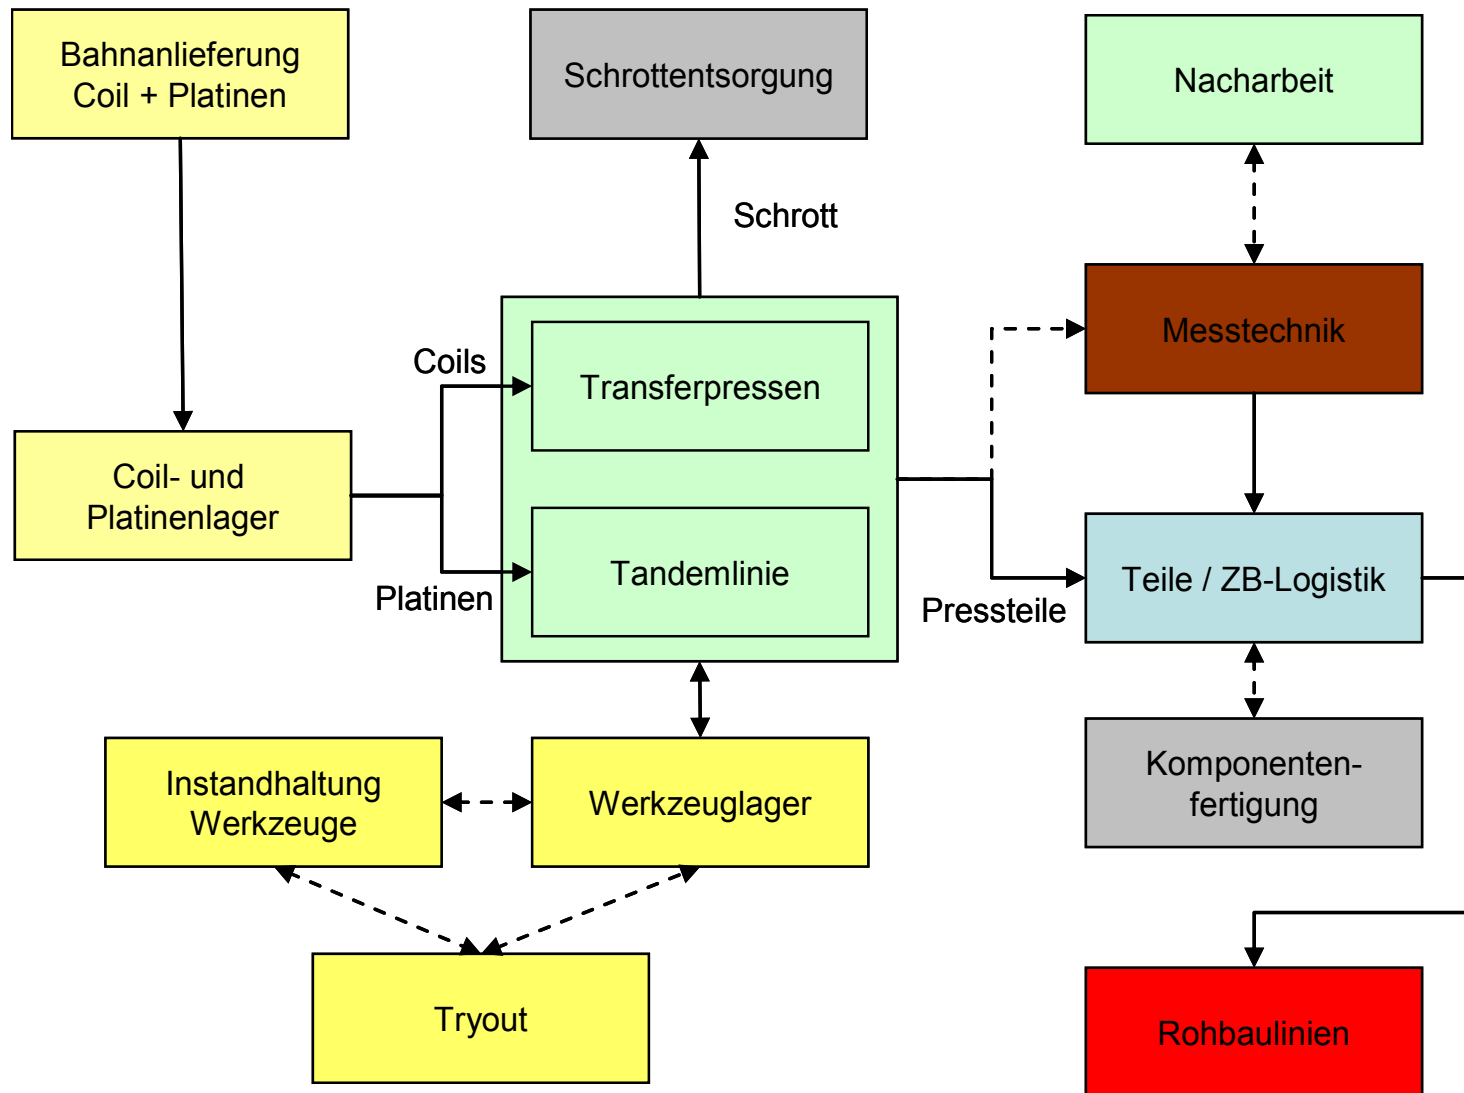 Bahnanlieferung
Coil + Platinen
Schrottentsorgung
Nacharbeit
Schrott
Messtechnik
Coils
Transferpressen
Coil- und
Platinenlager
Tandemlinie
Platinen
Pressteile
Teile / ZB-Logistik
Instandhaltung
Werkzeuge
Werkzeuglager
Komponenten-
fertigung
Tryout
Rohbaulinien